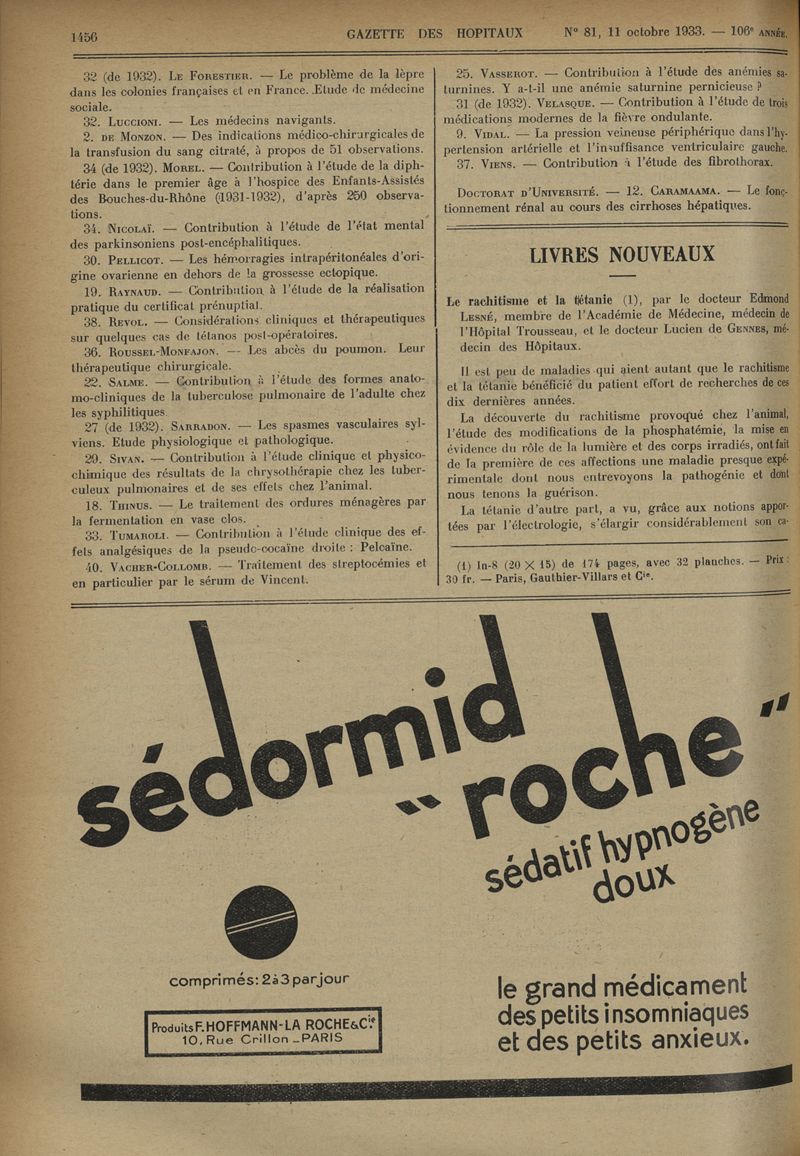 1456
GAZETTE DES HOPITAUX
N° 81, 11 octobre 1933. — 106e ANNÉE.
32 (de 1932). LE FORESTIER. — Le problème de la lèpre
dans les colonies françaises et en France. Etude de médecine
sociale.
32. LUCCIONI. — Les médecins navigants.
2. DE MONZON. — Des indications médico-chirurgicales de
la transfusion du sang citraté, à propos de 51 observations.
34 (de 1932). MOREL. — Contribution à l'étude de la diph-
térie dans le premier âge à l'hospice des Enfants-Assistés
des Bouches-du-Rhône (1931-1932), d'après 250 observa-
tions.
34. NICOLAÏ. — Contribution à l'étude de l'état mental
des parkinsoniens post-encéphalitiques.
30. PELLICOT. — Les hémorragies intrapéritonéales d'ori-
gine ovarienne en dehors de la grossesse ectopique.
19. RAYNAUD. — Contribution à l'étude de la réalisation
pratique du certificat prénuptial.
38. REVOL. — Considérations cliniques et thérapeutiques
sur quelques cas de tétanos post-opératoires.
36. ROUSSEL-MONFAJON. — Les abcès du poumon. Leur
thérapeutique chirurgicale.
22. SALME. — Contribution à l'étude des formes anato-
mo-cliniques de la tuberculose pulmonaire de l'adulte chez
les syphilitiques
27 (de 1932). SARRADON. — Les spasmes vasculaires syl-
viens. Etude physiologique et pathologique.
29. SIVAN. — Contribution à l'étude clinique et physico-
chimique des résultats de la chrysothérapie chez les tuber-
culeux pulmonaires et de ses effets chez l'animal.
18. THINUS. — Le traitement des ordures ménagères par
la fermentation en vase clos.
33. TUMAROLI. — Contribution à l'étude clinique des ef-
fets analgésiques de la pseudo-cocaïne droite : Pelcaïne.
40. VACHER-COLLOMB. — Traitement des streptocémies et
en particulier par le sérum de Vincent.
25. VASSEROT. — Contribution à l'étude des anémies sa-
turnines. Y a-t-il une anémie saturnine pernicieuse ?
31 (de 1932). VELASQUE. — Contribution à l'étude de trois
médications modernes de la fièvre ondulante.
9. VIDAL. — La pression veineuse périphérique dans l'hy-
pertension artérielle et l'insuffisance ventriculaire gauche.
37. VIENS. — Contribution à l'étude des fibrothorax.
DOCTORAT D'UNIVERSITÉ. — 12. CARAMAAMA. — Le fonc-
tionnement rénal au cours des cirrhoses hépatiques.
LIVRES NOUVEAUX
Le rachitisme et la tétanie (1), par le docteur Edmond
LESNÉ, membre de l'Académie de Médecine, médecin de
l'Hôpital Trousseau, et le docteur Lucien de GENNES, mé-
decin des Hôpitaux.
Il est peu de maladies qui aient autant que le rachitisme
et la tétanie bénéficié du patient effort de recherches de ces
dix dernières années.
La découverte du rachitisme provoqué chez l'animal,
l'étude des modifications de la phosphatémie, la mise en
évidence du rôle de la lumière et des corps irradiés, ont fait
de la première de ces affections une maladie presque expé-
rimentale dont nous entrevoyons la pathogénie et dont
nous tenons la guérison.
La tétanie d'autre part, a vu, grâce aux notions appor-
tées par l'électrologie, s'élargir considérablement son ca-
(1) In-8 (20 X 15) de 174 pages, avec 32 planches. — Prix :
30 fr. — Paris, Gauthier-Villars et Cie.
sédormid
"roche"
sédatif hypnogène
doux
comprimés: 2 à 3 par jour
Produits F. HOFFMANN-LA ROCHE & Cie
10, Rue Crillon _ PARIS
le grand médicament
des petits insomniaques
et des petits anxieux.